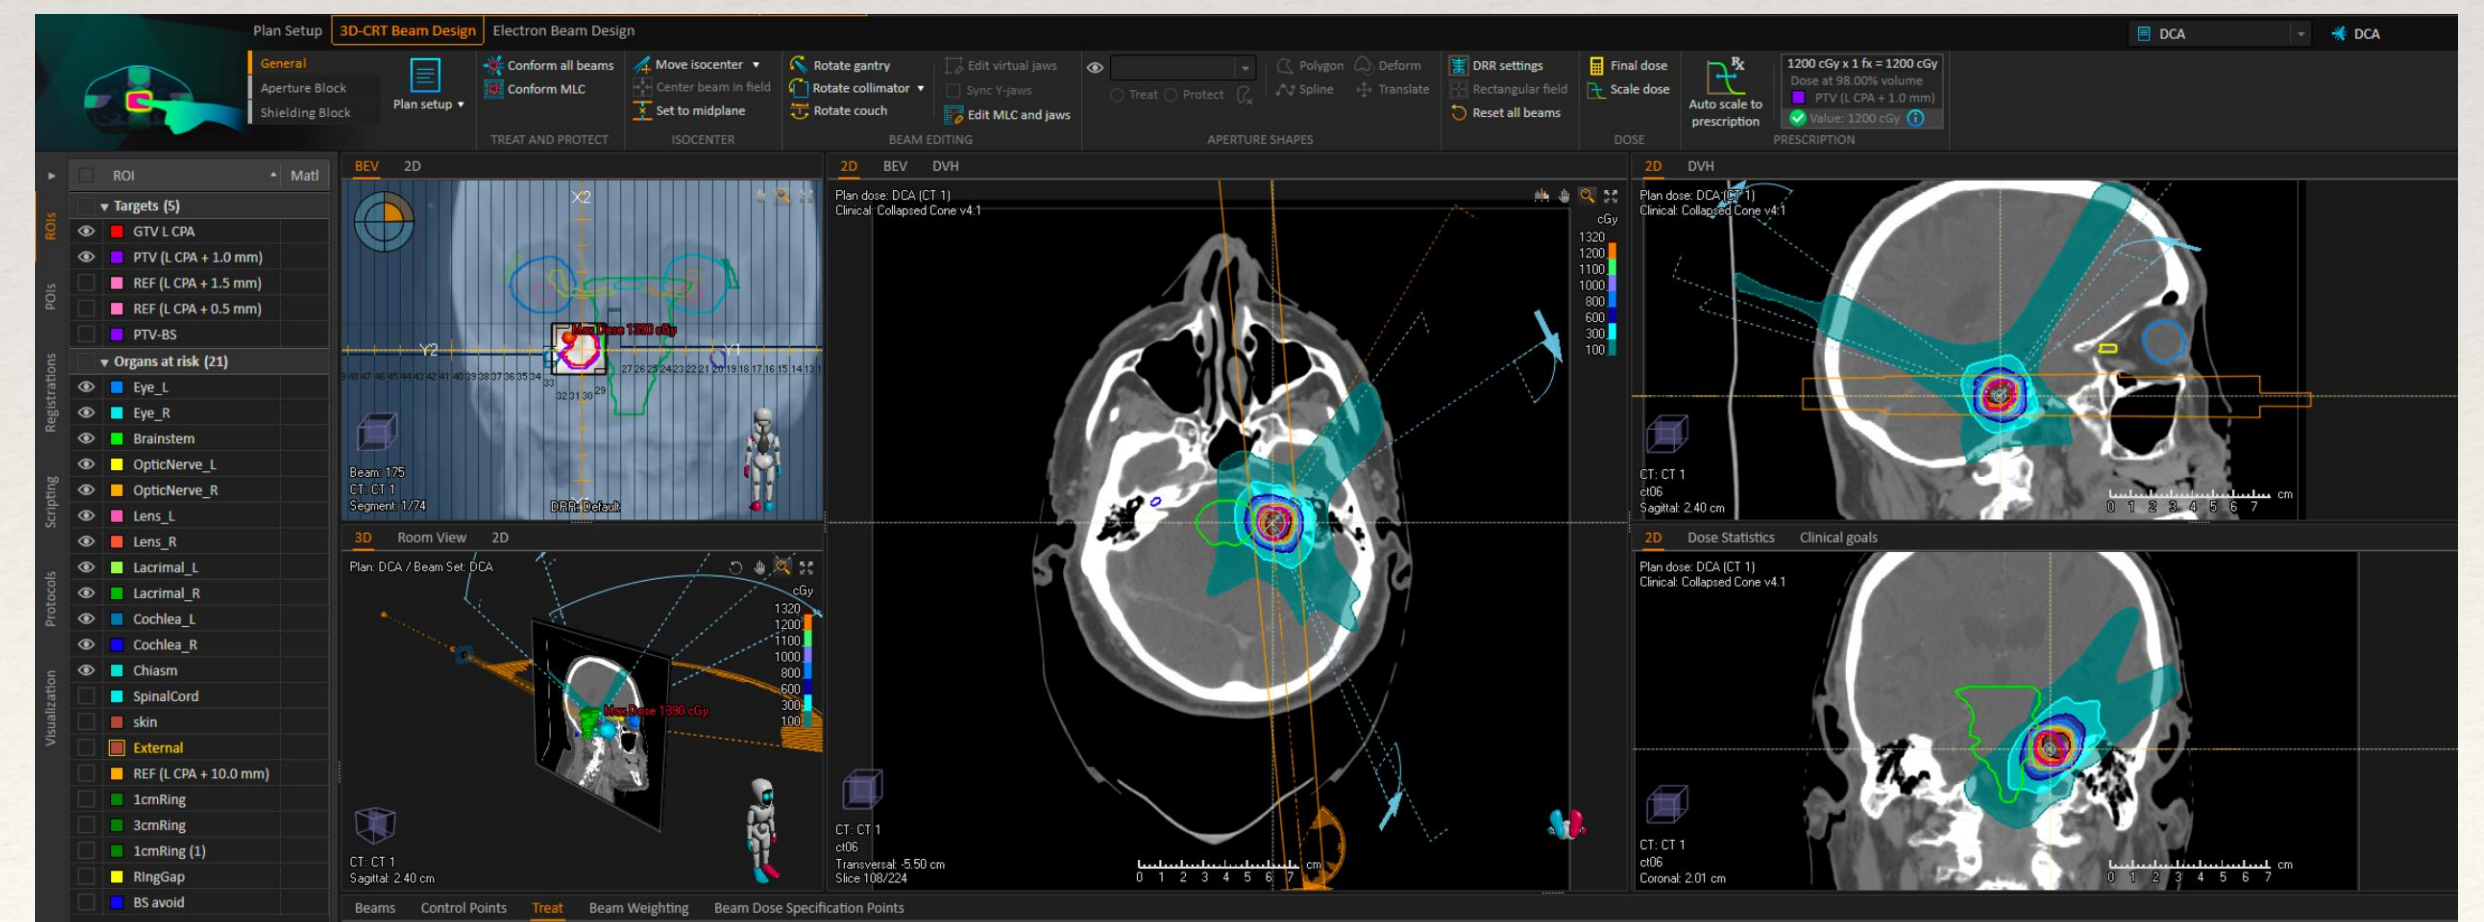 Plan Setup
3D-CRT Beam Design
Electron Beam Design
DCA
DCA
General
Aperture Block
Shielding Block
Plan setup
Conform all beams
Conform MLC
TREAT AND PROTECT
Move isocenter
Center beam in field
Set to midplane
ISOCENTER
Rotate gantry
Rotate collimator
Rotate couch
Edit virtual jaws
Sync Y-jaws
Edit MLC and jaws
BEAM EDITING
Treat
Protect
Polygon
Deform
Spline
Translate
APERTURE SHAPES
DRR settings
Rectangular field
Reset all beams
Final dose
Scale dose
DOSE
Rx
Auto scale to
prescription
1200 cGy x 1 fx = 1200 cGy
Dose at 98.00% volume
PTV (L CPA + 1.0 mm)
Value: 1200 cGy
PRESCRIPTION
ROIs
POIs
Registrations
Scripting
Protocols
Visualization
ROI
Matl
Targets (5)
GTV L CPA
PTV (L CPA + 1.0 mm)
REF (L CPA + 1.5 mm)
REF (L CPA + 0.5 mm)
PTV-BS
Organs at risk (21)
Eye_L
Eye_R
Brainstem
OpticNerve_L
OpticNerve_R
Lens_L
Lens_R
Lacrimal_L
Lacrimal_R
Cochlea_L
Cochlea_R
Chiasm
SpinalCord
skin
External
REF (L CPA + 10.0 mm)
1cmRing
3cmRing
1cmRing (1)
RIngGap
BS avoid
BEV
2D
X2
Max Dose 1390 cGy
Y2
Y1
Beam: 175
CT: CT 1
Segment: 1/74
DRR: Default
3D
Room View
2D
Plan: DCA / Beam Set: DCA
cGy
1320
1200
1100
1000
800
600
300
100
Max Dose 1390 cGy
CT: CT 1
Sagittal: 2.40 cm
2D
BEV
DVH
Plan dose: DCA (CT 1)
Clinical: Collapsed Cone v4.1
cGy
1320
1200
1100
1000
800
600
300
100
CT: CT 1
ct06
Transversal: -5.50 cm
Slice 108/224
cm
0 1 2 3 4 5 6 7
2D
DVH
Plan dose: DCA (CT 1)
Clinical: Collapsed Cone v4.1
CT: CT 1
ct06
Sagittal: 2.40 cm
cm
0 1 2 3 4 5 6 7
2D
Dose Statistics
Clinical goals
Plan dose: DCA (CT 1)
Clinical: Collapsed Cone v4.1
CT: CT 1
ct06
Coronal: 2.01 cm
cm
0 1 2 3 4 5 6 7
Beams
Control Points
Treat
Beam Weighting
Beam Dose Specification Points